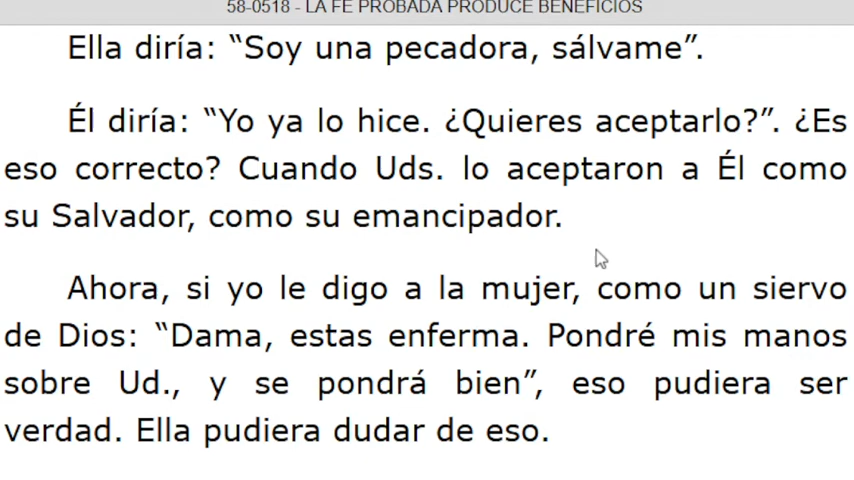 58-0518 - LA FE PROBADA PRODUCE BENEFICIOS
Ella diría: “Soy una pecadora, sálvame”.
Él diría: “Yo ya lo hice. ¿Quieres aceptarlo?”. ¿Es
eso correcto? Cuando Uds. lo aceptaron a Él como
su Salvador, como su emancipador.
Ahora, si yo le digo a la mujer, como un siervo
de Dios: “Dama, estas enferma. Pondré mis manos
sobre Ud., y se pondrá bien”, eso pudiera ser
verdad. Ella pudiera dudar de eso.